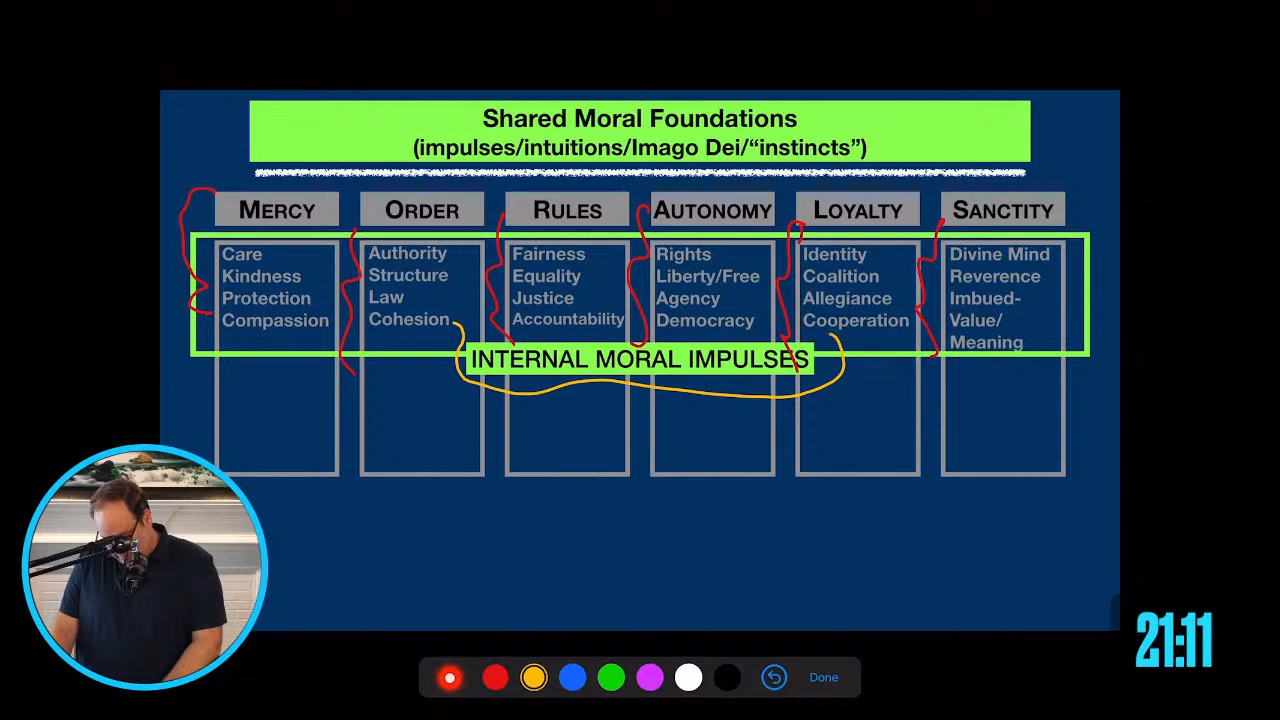 Shared Moral Foundations
(impulses/intuitions/Imago Dei/“instincts”)
MERCY
Care
Kindness
Protection
Compassion
ORDER
Authority
Structure
Law
Cohesion
RULES
Fairness
Equality
Justice
Accountability
AUTONOMY
Rights
Liberty/Free
Agency
Democracy
LOYALTY
Identity
Coalition
Allegiance
Cooperation
SANCTITY
Divine Mind
Reverence
Imbued-
Value/
Meaning
INTERNAL MORAL IMPULSES
21:11
Done